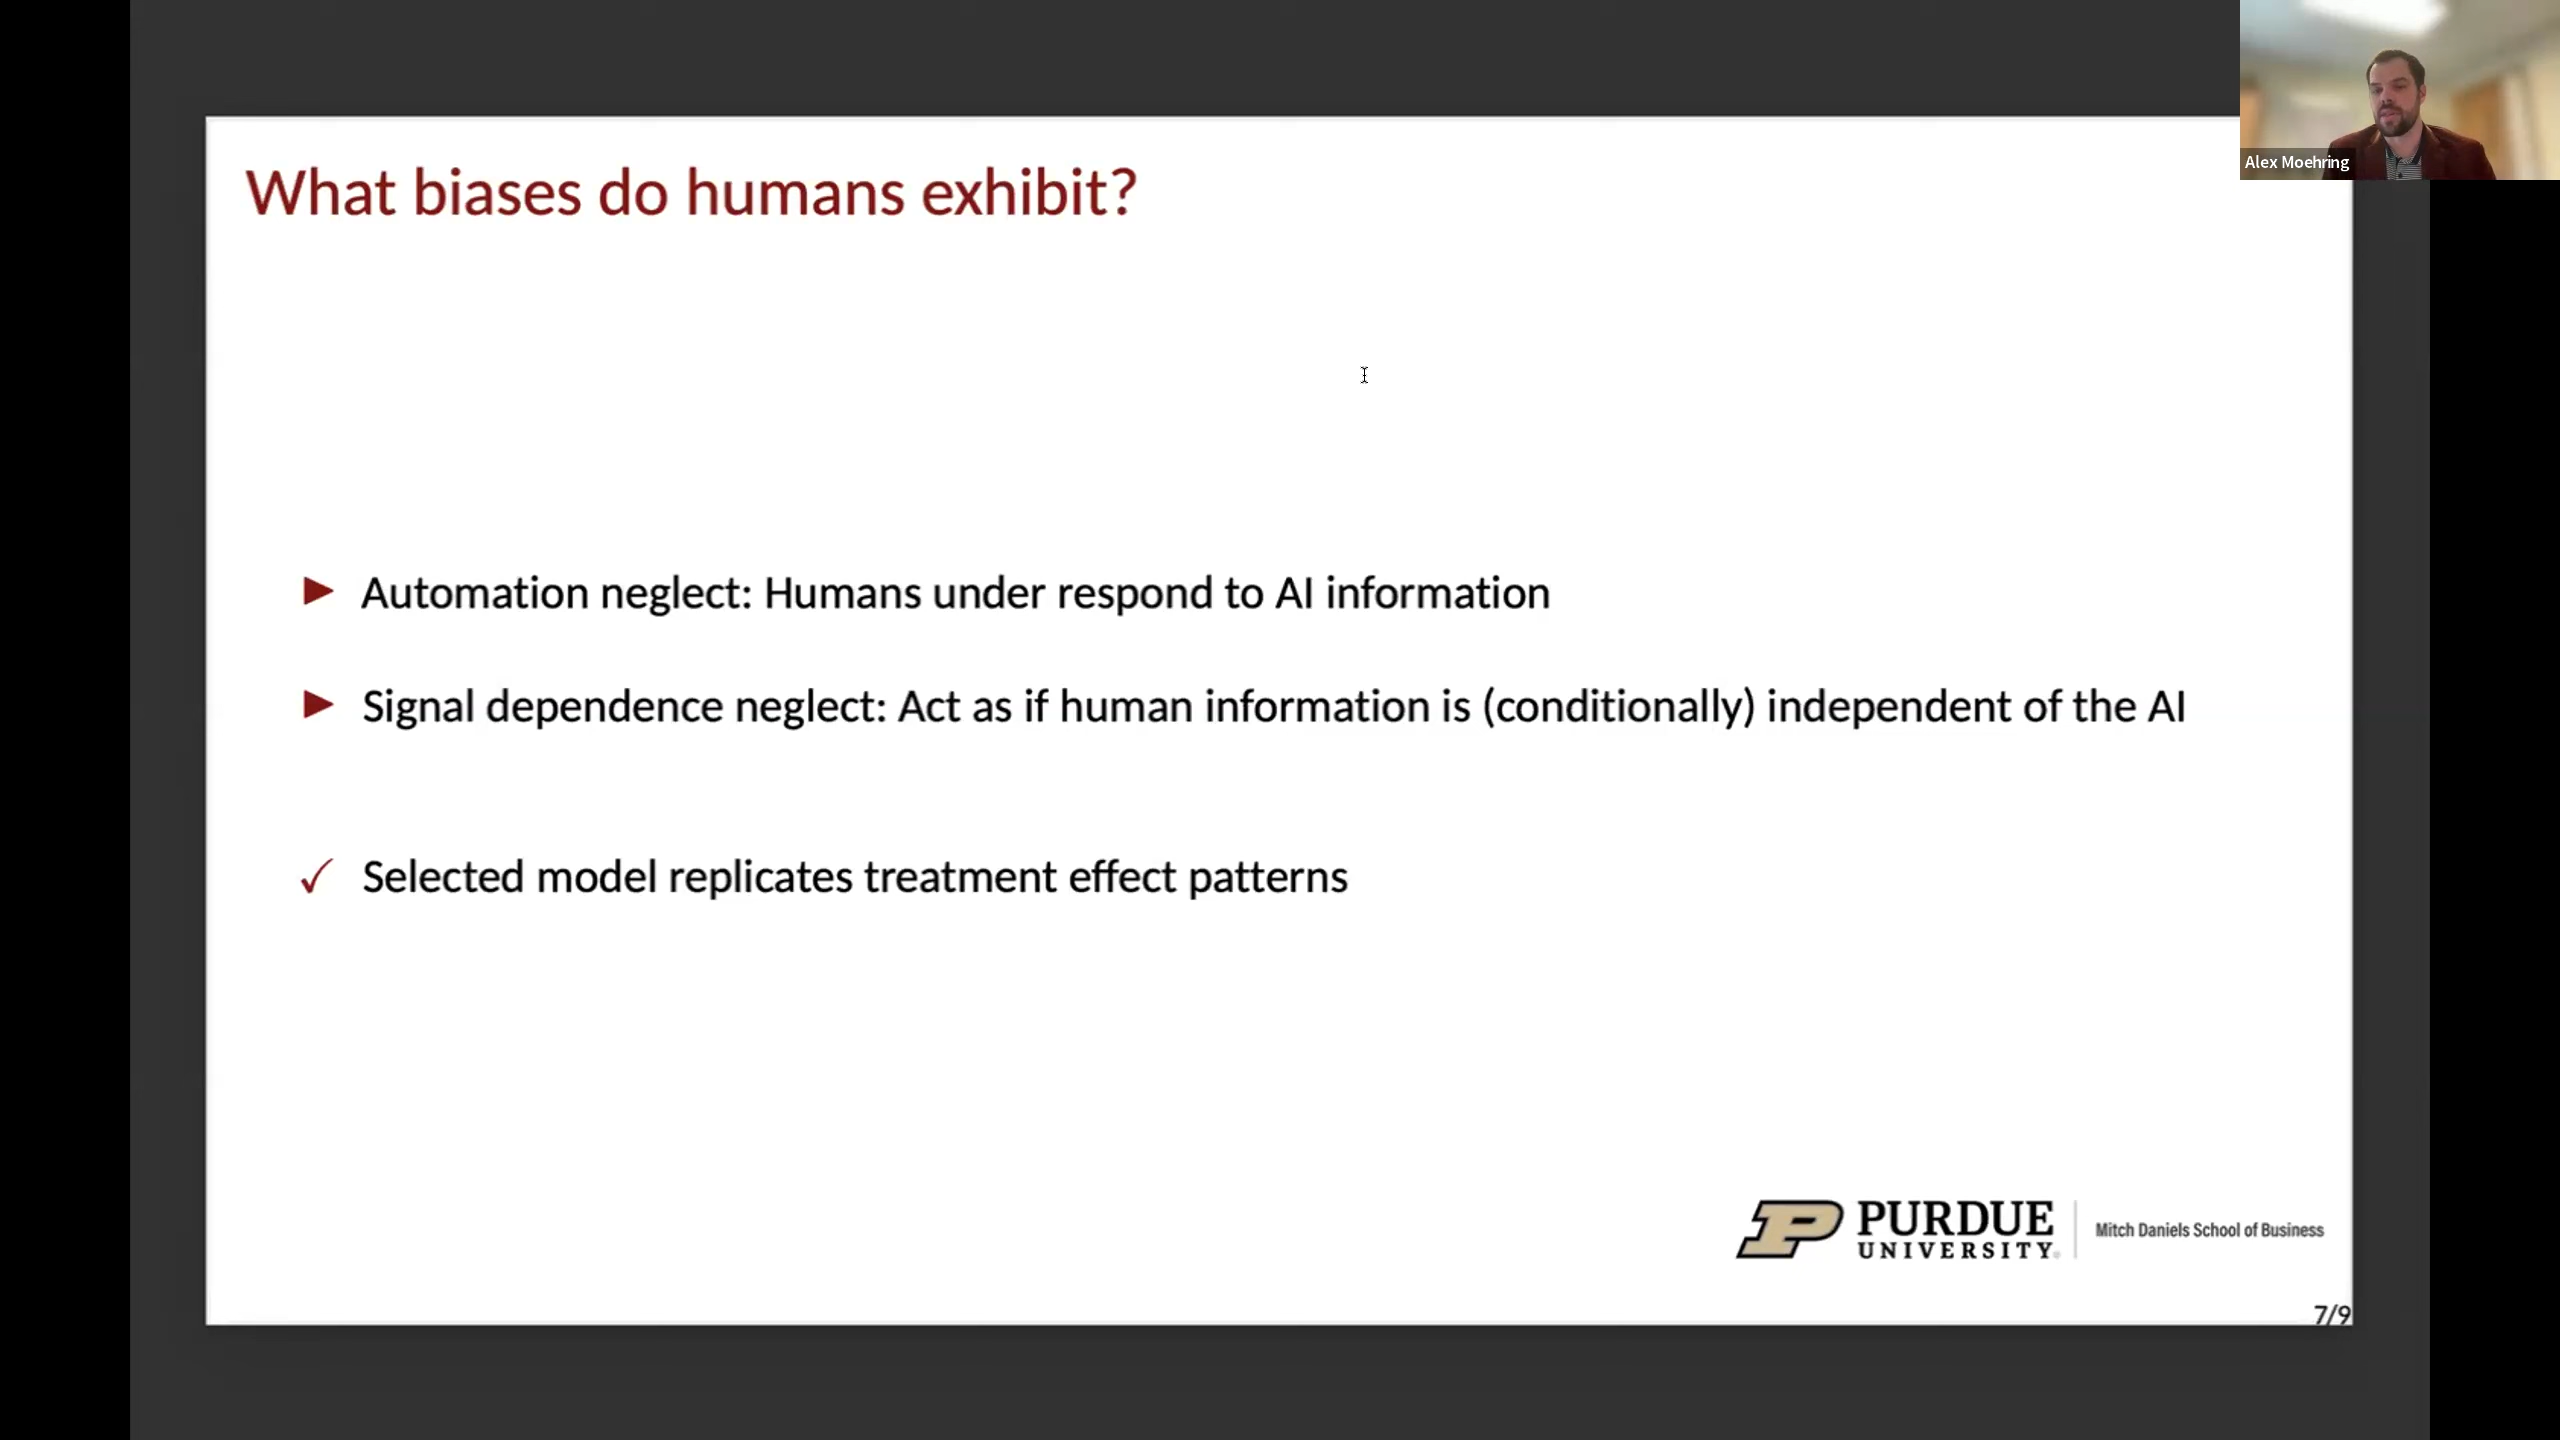 Alex Moehring
What biases do humans exhibit?
Automation neglect: Humans under respond to AI information
Signal dependence neglect: Act as if human information is (conditionally) independent of the AI
✓ Selected model replicates treatment effect patterns
PURDUE
UNIVERSITY
Mitch Daniels School of Business
7/9